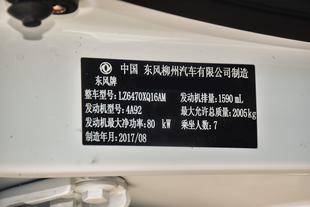 中国 东风柳州汽车有限公司制造
东风牌
整车型号: LZ6470XQ16AM 发动机排量: 1590 mL
发动机型号: 4A92 最大允许总质量: 2005kg
发动机最大净功率: 80 kW 乘坐人数: 7
制造年月: 2017/08